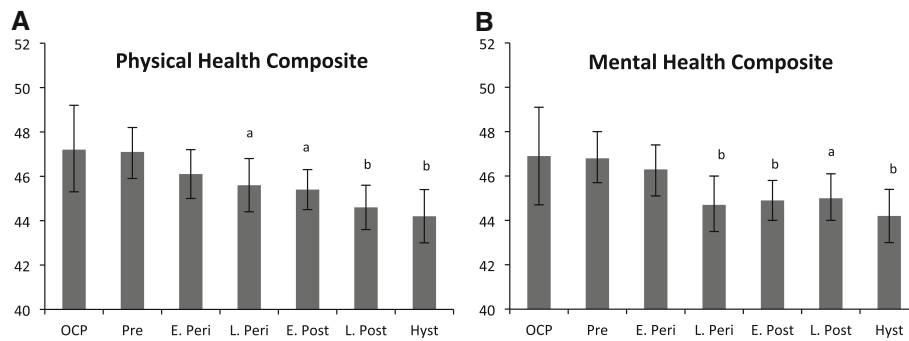 A
Physical Health Composite
52
50
48
46
44
42
40
a
a
b
b
OCP Pre E. Peri L. Peri E. Post L. Post Hyst
B
Mental Health Composite
52
50
48
46
44
42
40
b
b
a
b
OCP Pre E. Peri L. Peri E. Post L. Post Hyst